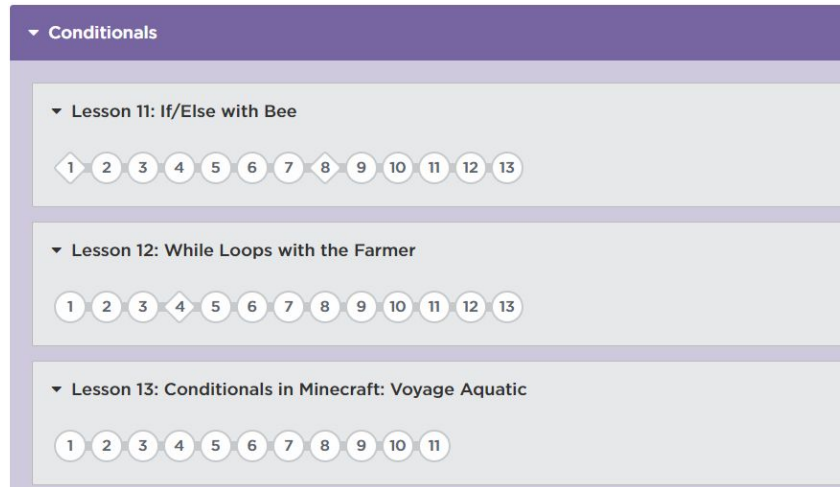 Conditionals
Lesson 11: If/Else with Bee
1 2 3 4 5 6 7 8 9 10 11 12 13
Lesson 12: While Loops with the Farmer
1 2 3 4 5 6 7 8 9 10 11 12 13
Lesson 13: Conditionals in Minecraft: Voyage Aquatic
1 2 3 4 5 6 7 8 9 10 11